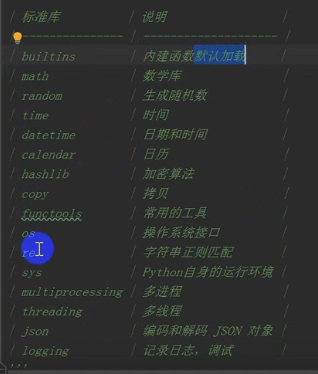 | 标准库 | 说明 |
| --------------- | ------------------- |
| builtins | 内建函数默认加载
| math | 数学库 |
| random | 生成随机数 |
| time | 时间 |
| datetime | 日期和时间 |
| calendar | 日历 |
| hashlib | 加密算法 |
| copy | 拷贝 |
| functools | 常用的工具 |
| os | 操作系统接口 |
| re | 字符串正则匹配 |
| sys | Python自身的运行环境 |
| multiprocessing | 多进程 |
| threading | 多线程 |
| json | 编码和解码 JSON 对象 |
| logging | 记录日志，调试 |
'''